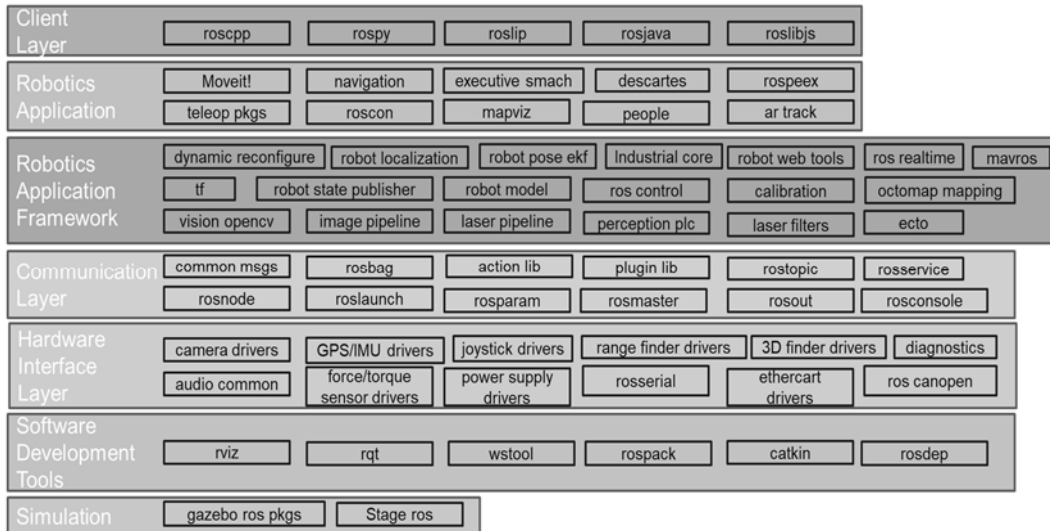 Client
Layer
roscpp rospy roslip rosjava roslibjs
Robotics
Application
Moveit! navigation executive smach descartes rospeex
teleop pkgs roscon mapviz people ar track
Robotics
Application
Framework
dynamic reconfigure robot localization robot pose ekf Industrial core robot web tools ros realtime mavros
tf robot state publisher robot model ros control calibration octomap mapping
vision opencv image pipeline laser pipeline perception plc laser filters ecto
Communication
Layer
common msgs rosbag action lib plugin lib rostopic rosservice
rosnode roslaunch rosparam rosmaster rosout rosconsole
Hardware
Interface
Layer
camera drivers GPS/IMU drivers joystick drivers range finder drivers 3D finder drivers diagnostics
audio common force/torque
sensor drivers power supply
drivers rosserial ethercart
drivers ros canopen
Software
Development
Tools
rviz rqt wstool rospack catkin rosdep
Simulation
gazebo ros pkgs Stage ros